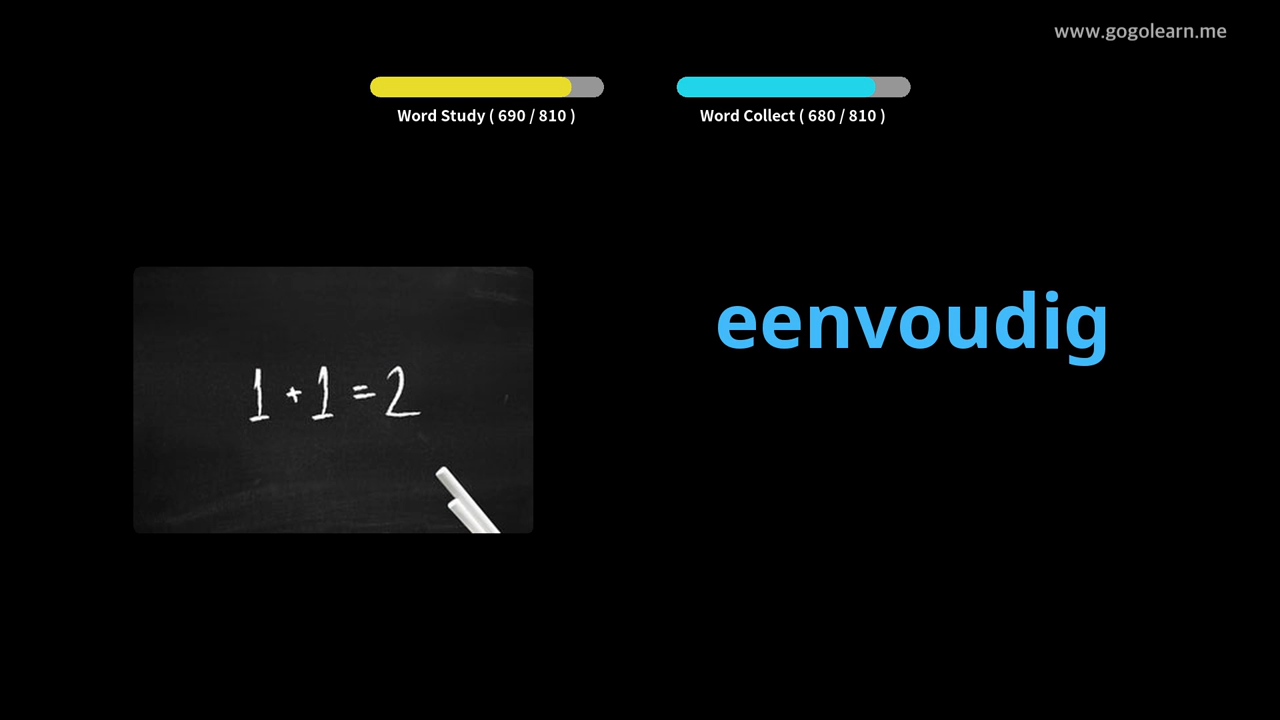 www.gogolearn.me
Word Study ( 690 / 810 )
Word Collect ( 680 / 810 )
eenvoudig
1 + 1 = 2